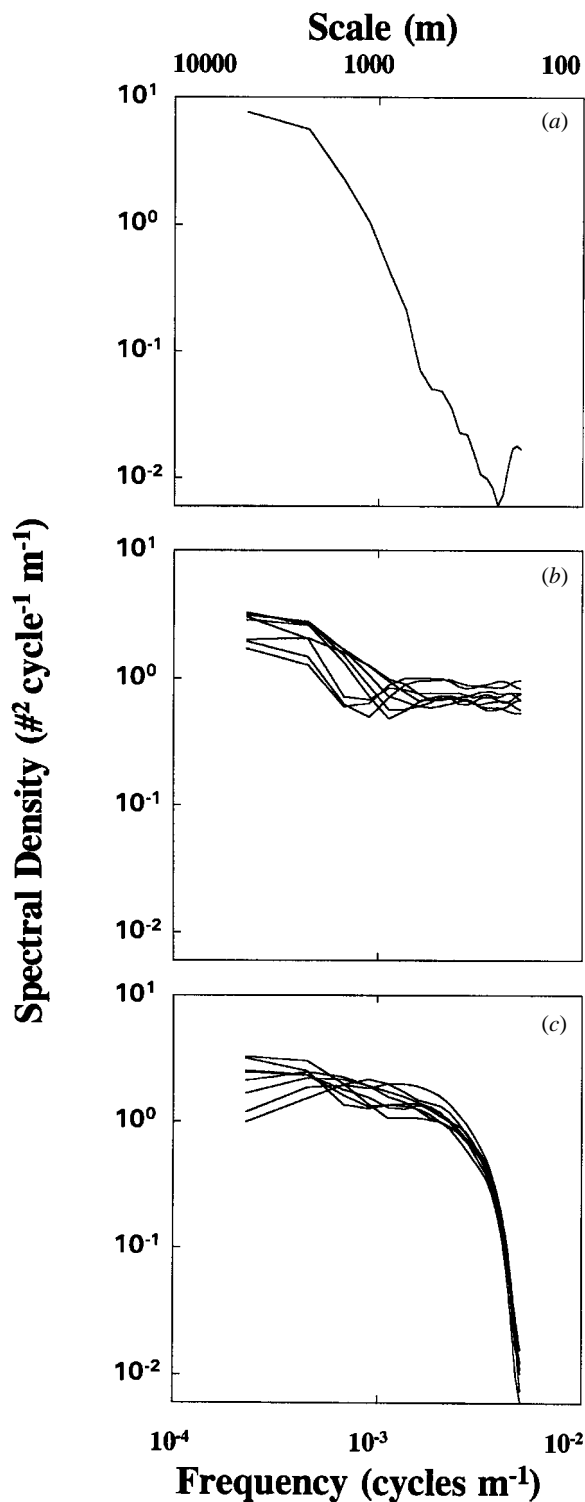 Scale (m)
10000 1000 100
(a)
10¹
10⁰
10⁻¹
10⁻²
(b)
10¹
10⁰
10⁻¹
10⁻²
(c)
10¹
10⁰
10⁻¹
10⁻²
Spectral Density (#² cycle⁻¹ m⁻¹)
10⁻⁴ 10⁻³ 10⁻²
Frequency (cycles m⁻¹)